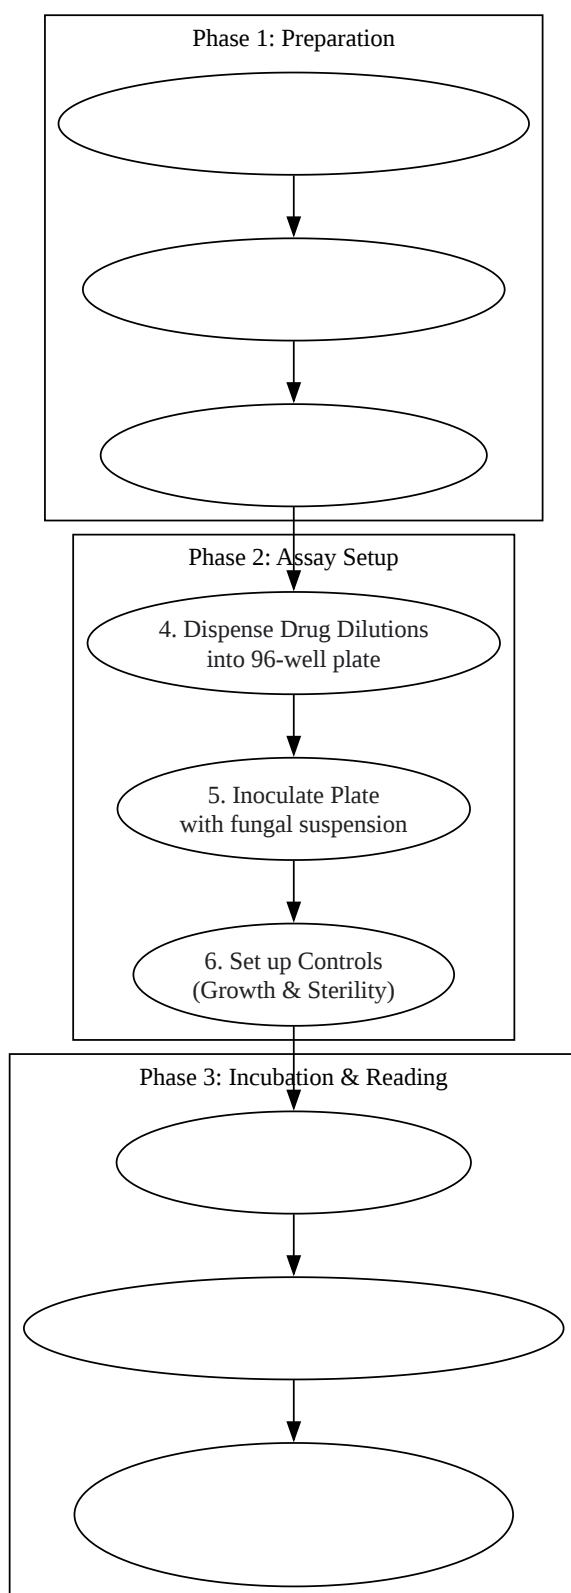 Phase 1: Preparation
Phase 2: Assay Setup
4. Dispense Drug Dilutions
into 96-well plate
5. Inoculate Plate
with fungal suspension
6. Set up Controls
(Growth & Sterility)
Phase 3: Incubation & Reading